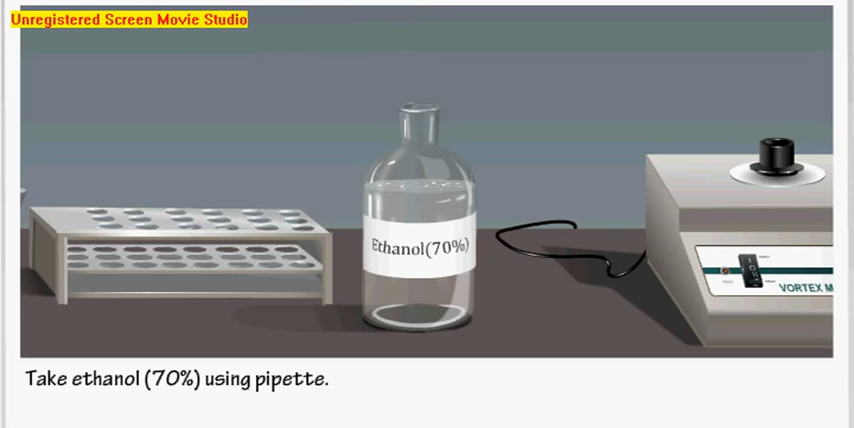 Unregistered Screen Movie Studio
Ethanol(70%)
VORTEX M
Take ethanol (70%) using pipette.